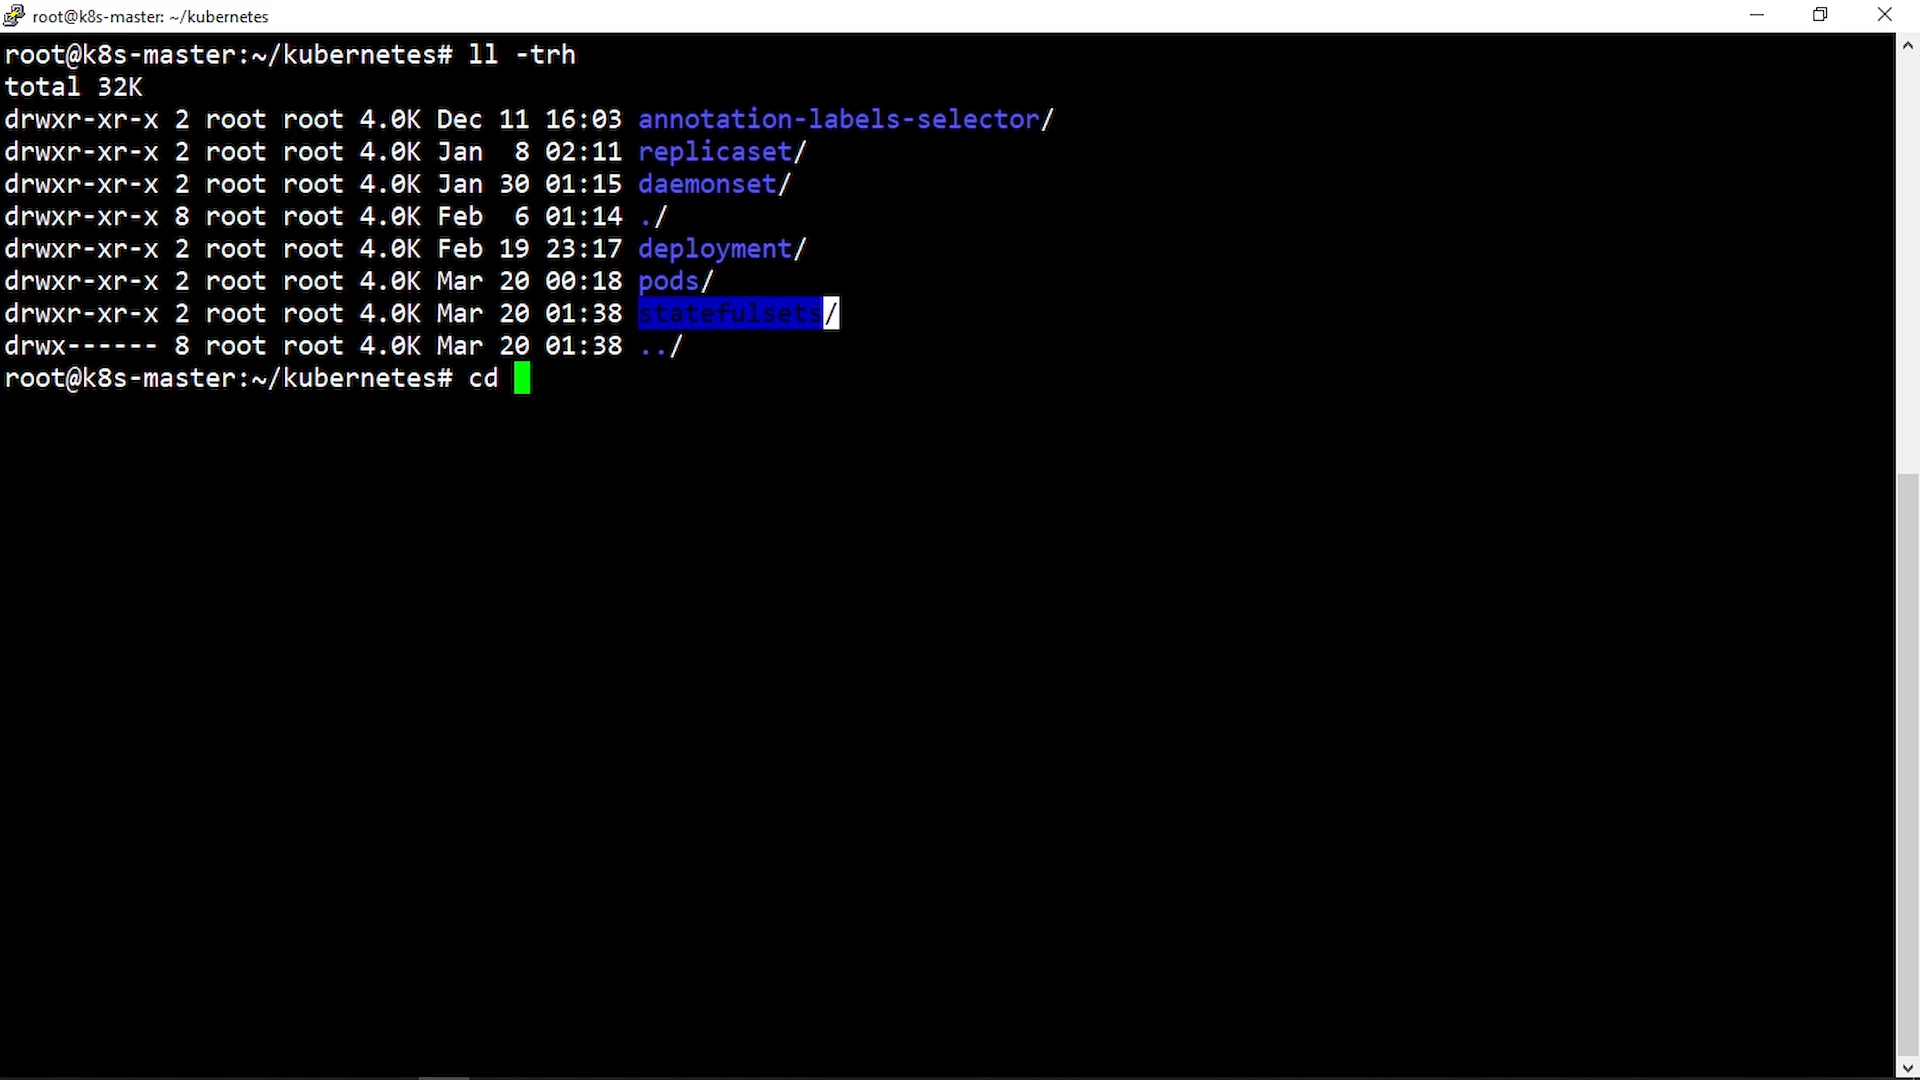 root@k8s-master: ~/kubernetes
root@k8s-master:~/kubernetes# ll -trh
total 32K
drwxr-xr-x 2 root root 4.0K Dec 11 16:03 annotation-labels-selector/
drwxr-xr-x 2 root root 4.0K Jan  8 02:11 replicaset/
drwxr-xr-x 2 root root 4.0K Jan 30 01:15 daemonset/
drwxr-xr-x 8 root root 4.0K Feb  6 01:14 ./
drwxr-xr-x 2 root root 4.0K Feb 19 23:17 deployment/
drwxr-xr-x 2 root root 4.0K Mar 20 00:18 pods/
drwxr-xr-x 2 root root 4.0K Mar 20 01:38 statefulsets/
drwx------ 8 root root 4.0K Mar 20 01:38 ../
root@k8s-master:~/kubernetes# cd